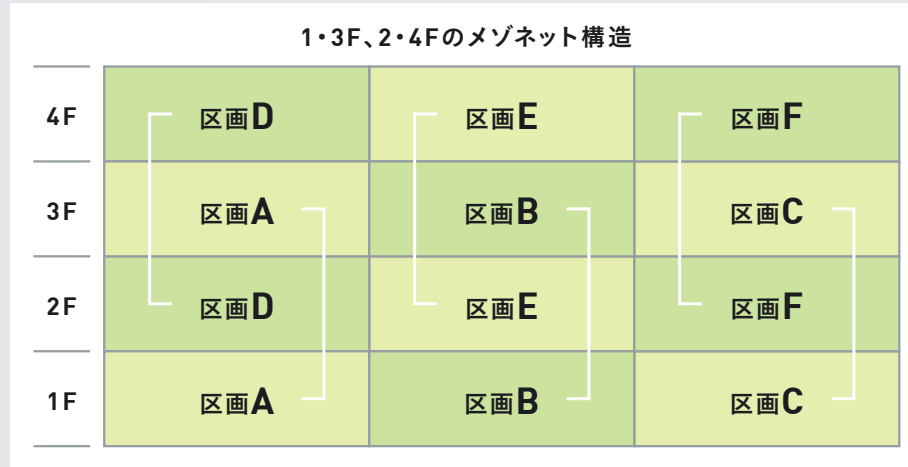 1・3F、2・4Fのメゾネット構造
4F 区画D 区画E 区画F
3F 区画A 区画B 区画C
2F 区画D 区画E 区画F
1F 区画A 区画B 区画C